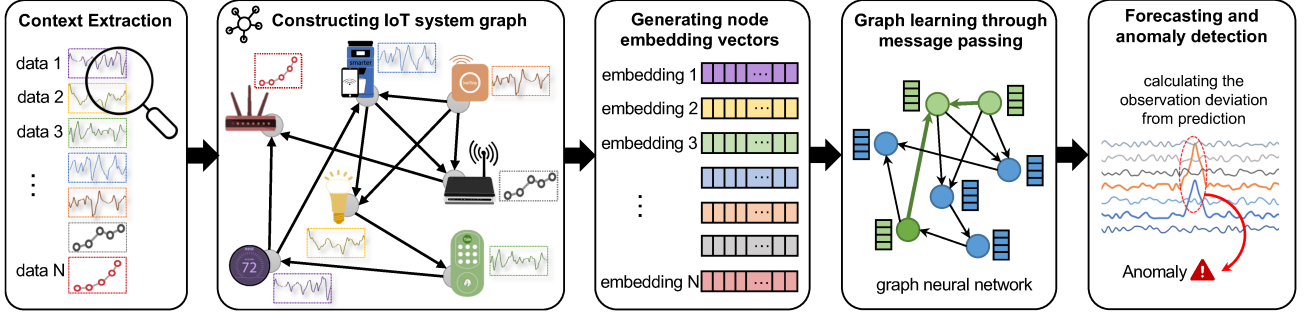 Context Extraction
data 1
data 2
data 3
...
data N
Constructing IoT system graph
smarter
72
Generating node
embedding vectors
embedding 1
...
embedding 2
...
embedding 3
...
...
...
...
...
embedding N
...
Graph learning through
message passing
graph neural network
Forecasting and
anomaly detection
calculating the
observation deviation
from prediction
Anomaly
!